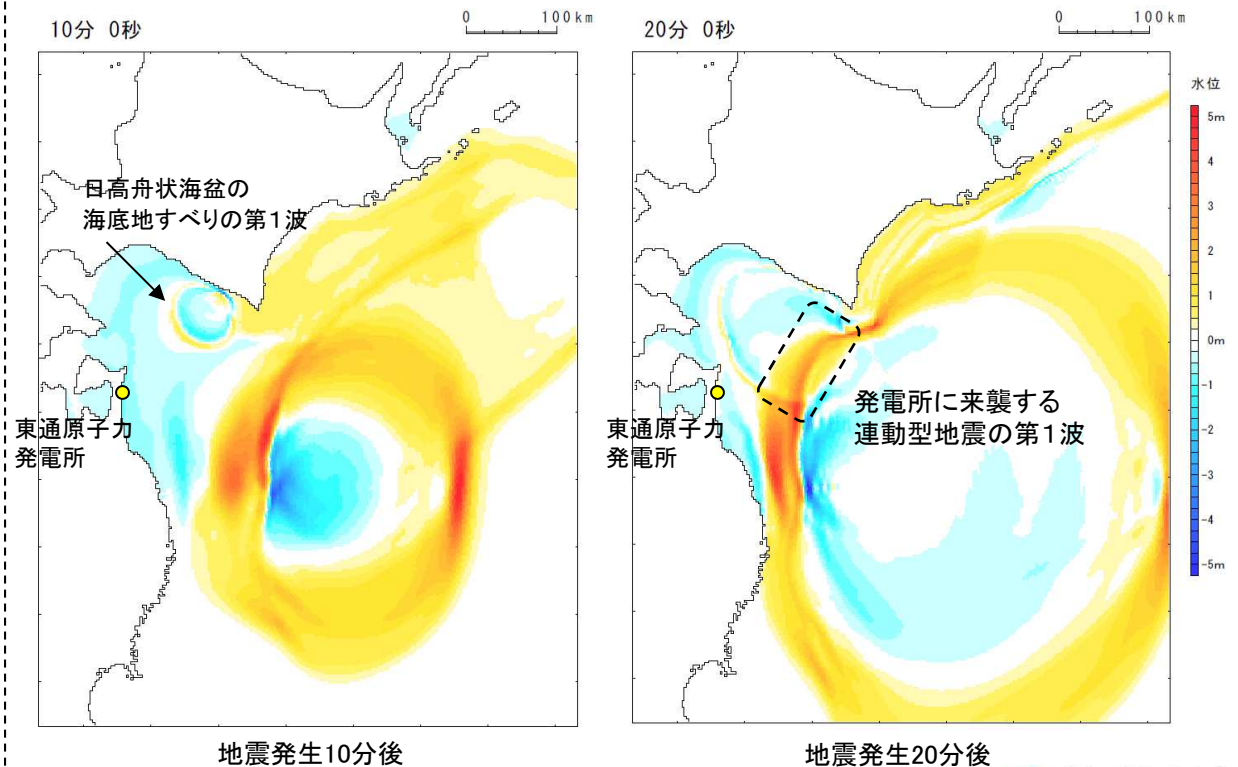 10分 0秒
0 100km
日高舟状海盆の
海底地すべりの第1波
東通原子力
発電所
地震発生10分後
20分 0秒
0 100km
発電所に来襲する
連動型地震の第1波
東通原子力
発電所
地震発生20分後
水位
5m
4
3
2
1
0m
-1
-2
-3
-4
-5m